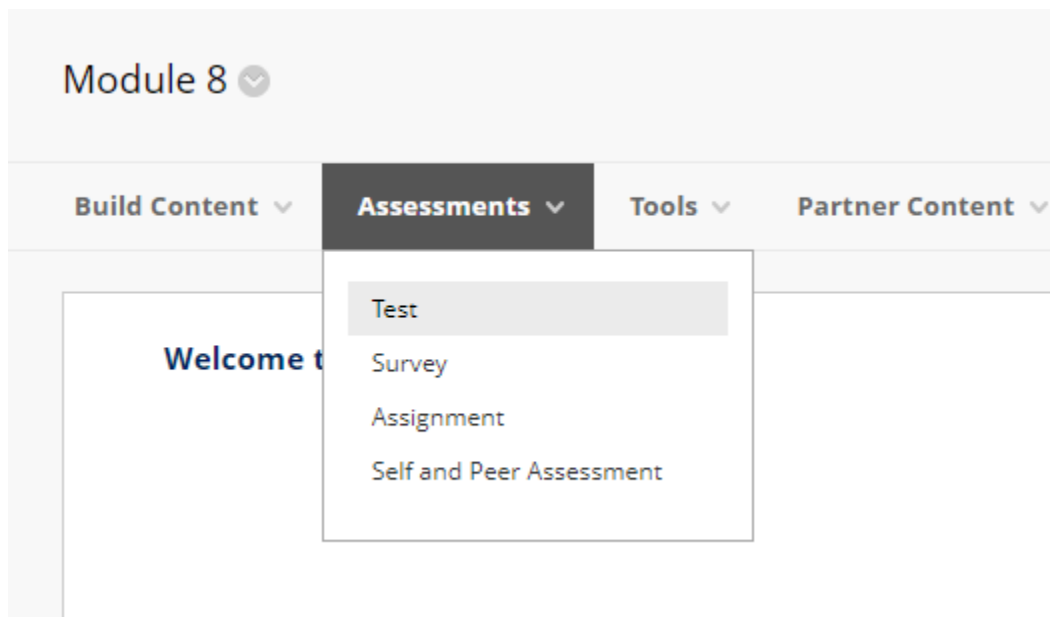 Module 8
Build Content
Assessments
Tools
Partner Content
Test
Welcome
Survey
Assignment
Self and Peer Assessment